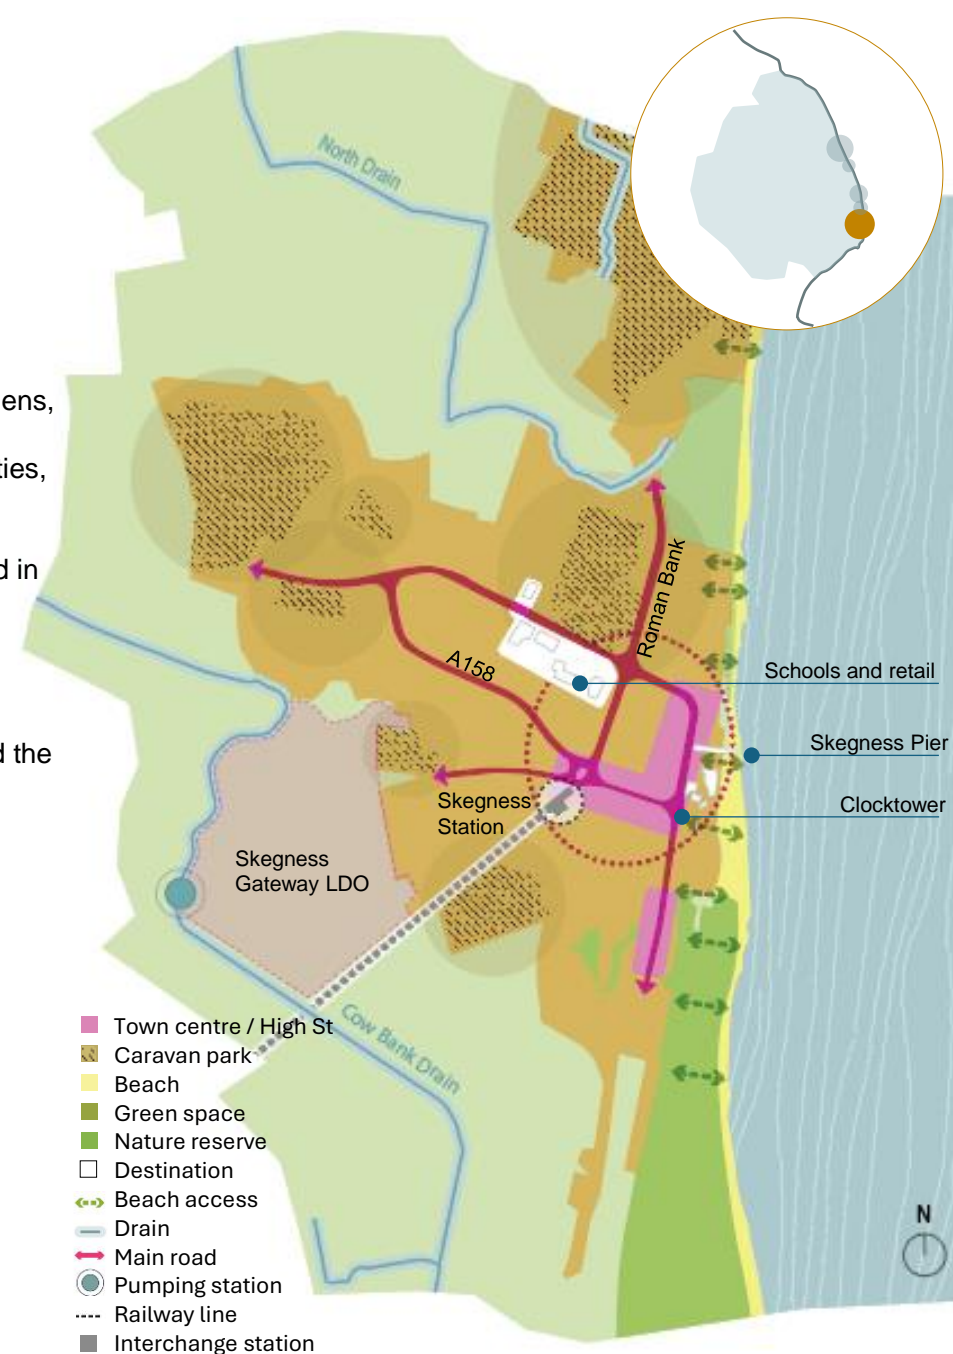 North Drain
ens,
ties,
d in
Roman Bank
A158
Schools and retail
d the
Skegness Pier
Skegness
Station
Clocktower
Skegness
Gateway LDO
Cow Bank Drain
Town centre / High St
Caravan park
Beach
Green space
Nature reserve
Destination
Beach access
Drain
Main road
Pumping station
Railway line
Interchange station
N